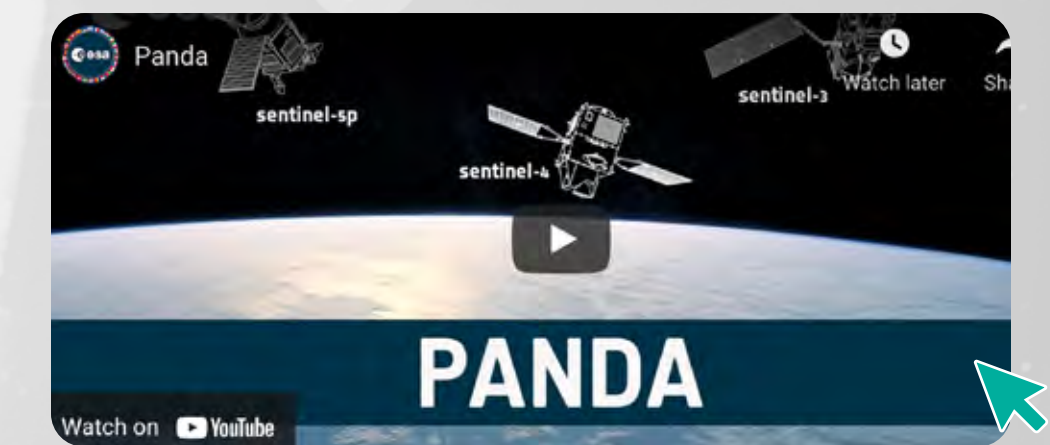 esa
Panda
Watch later
sentinel-5p
sentinel-3
sentinel-4
PANDA
Watch on YouTube